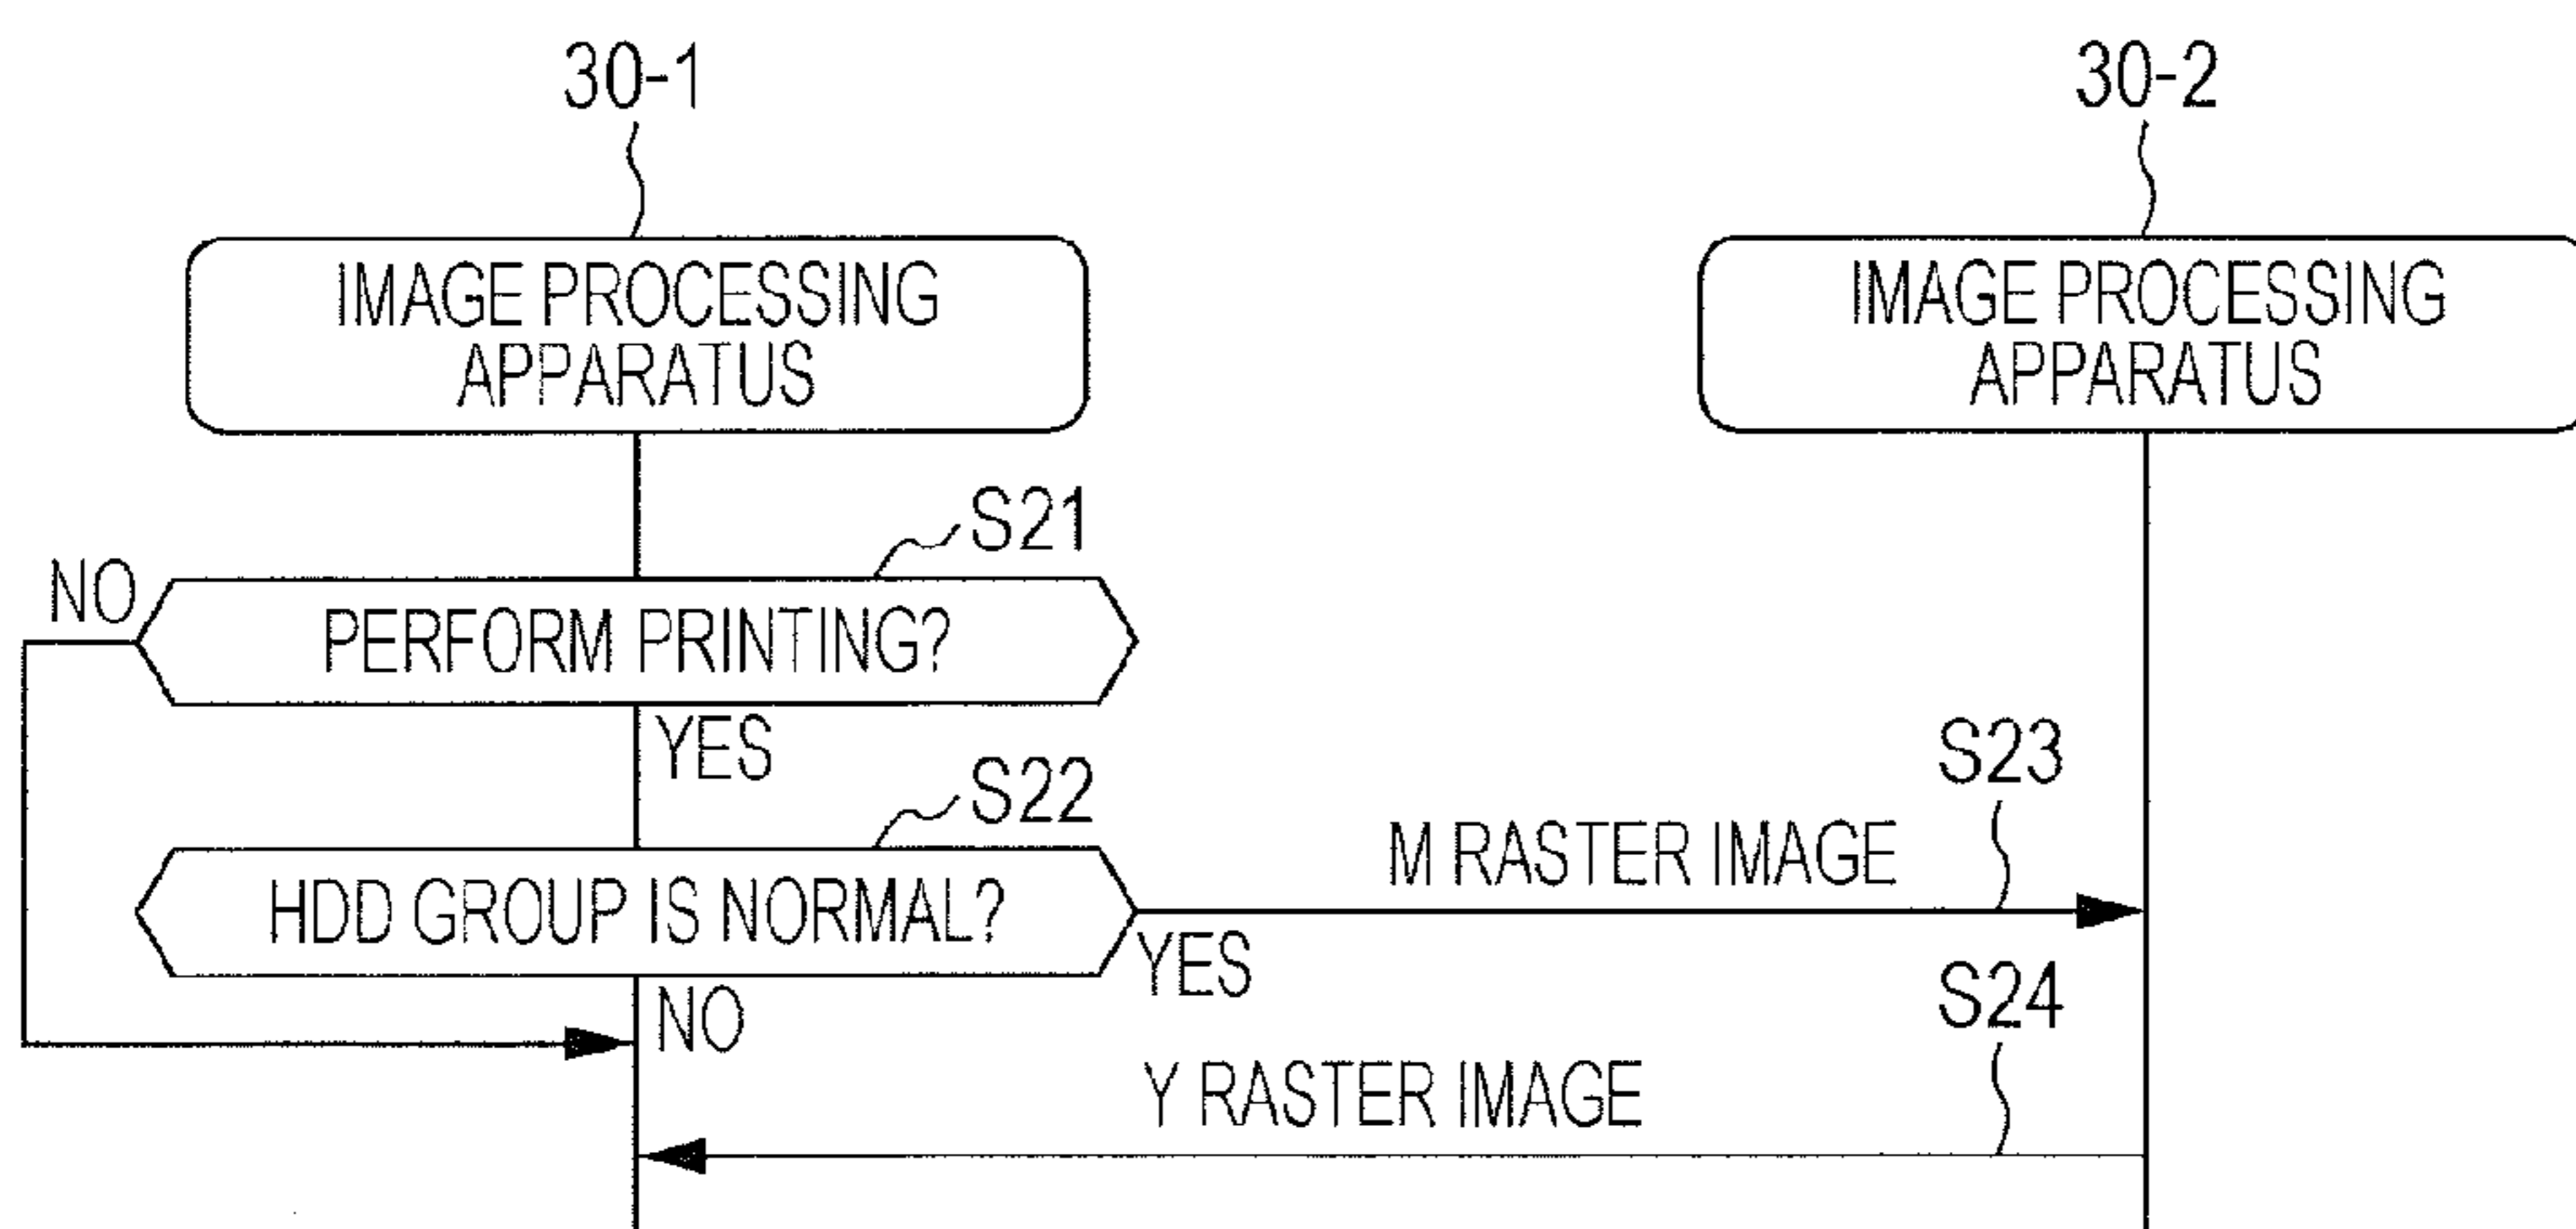 30-1
30-2
IMAGE PROCESSING
APPARATUS
IMAGE PROCESSING
APPARATUS
S21
NO
PERFORM PRINTING?
YES
S22
S23
M RASTER IMAGE
HDD GROUP IS NORMAL?
YES
NO
S24
Y RASTER IMAGE